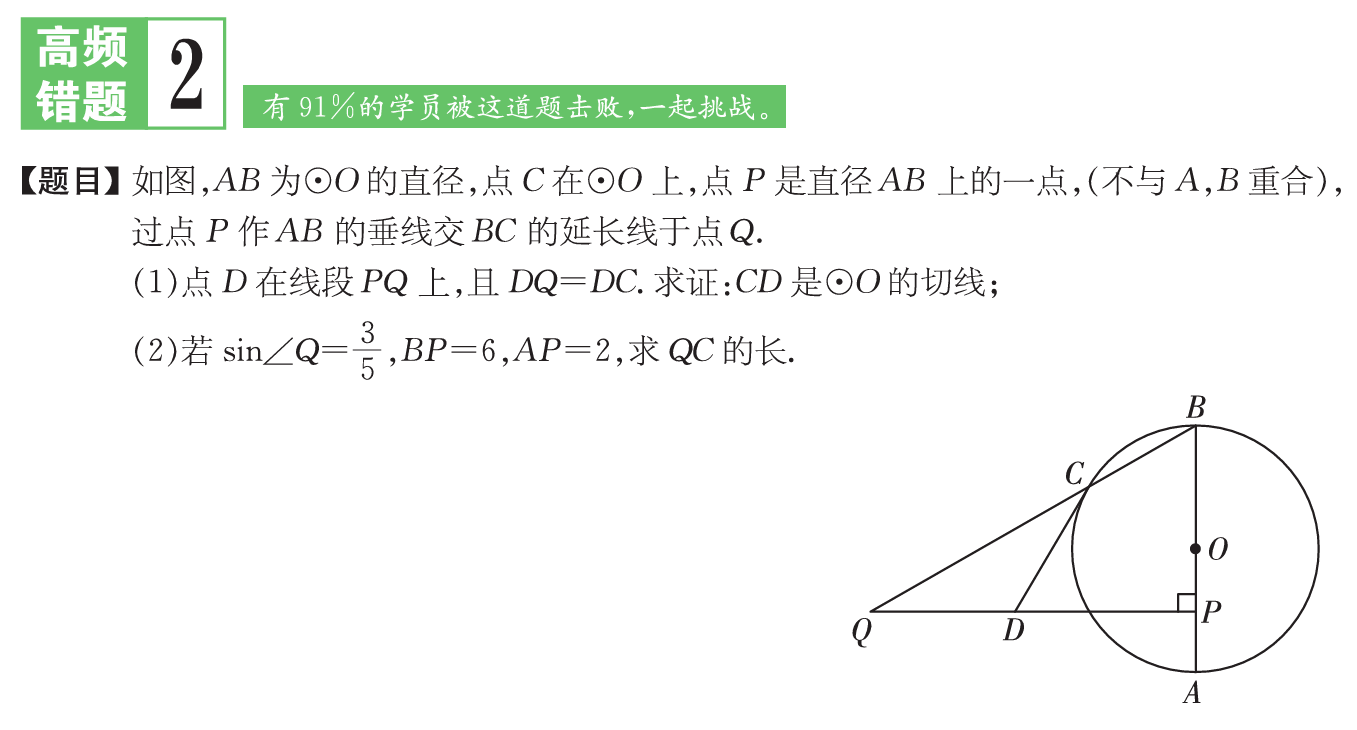 高频
错题
2
有91%的学员被这道题击败,一起挑战。
【题目】如图,AB为⊙O的直径,点C在⊙O上,点P是直径AB上的一点,(不与A,B重合),
过点P作AB的垂线交BC的延长线于点Q.
(1)点D在线段PQ上,且DQ=DC.求证:CD是⊙O的切线;
(2)若sin∠Q=3/5,BP=6,AP=2,求QC的长.
B
C
O
Q
D
P
A